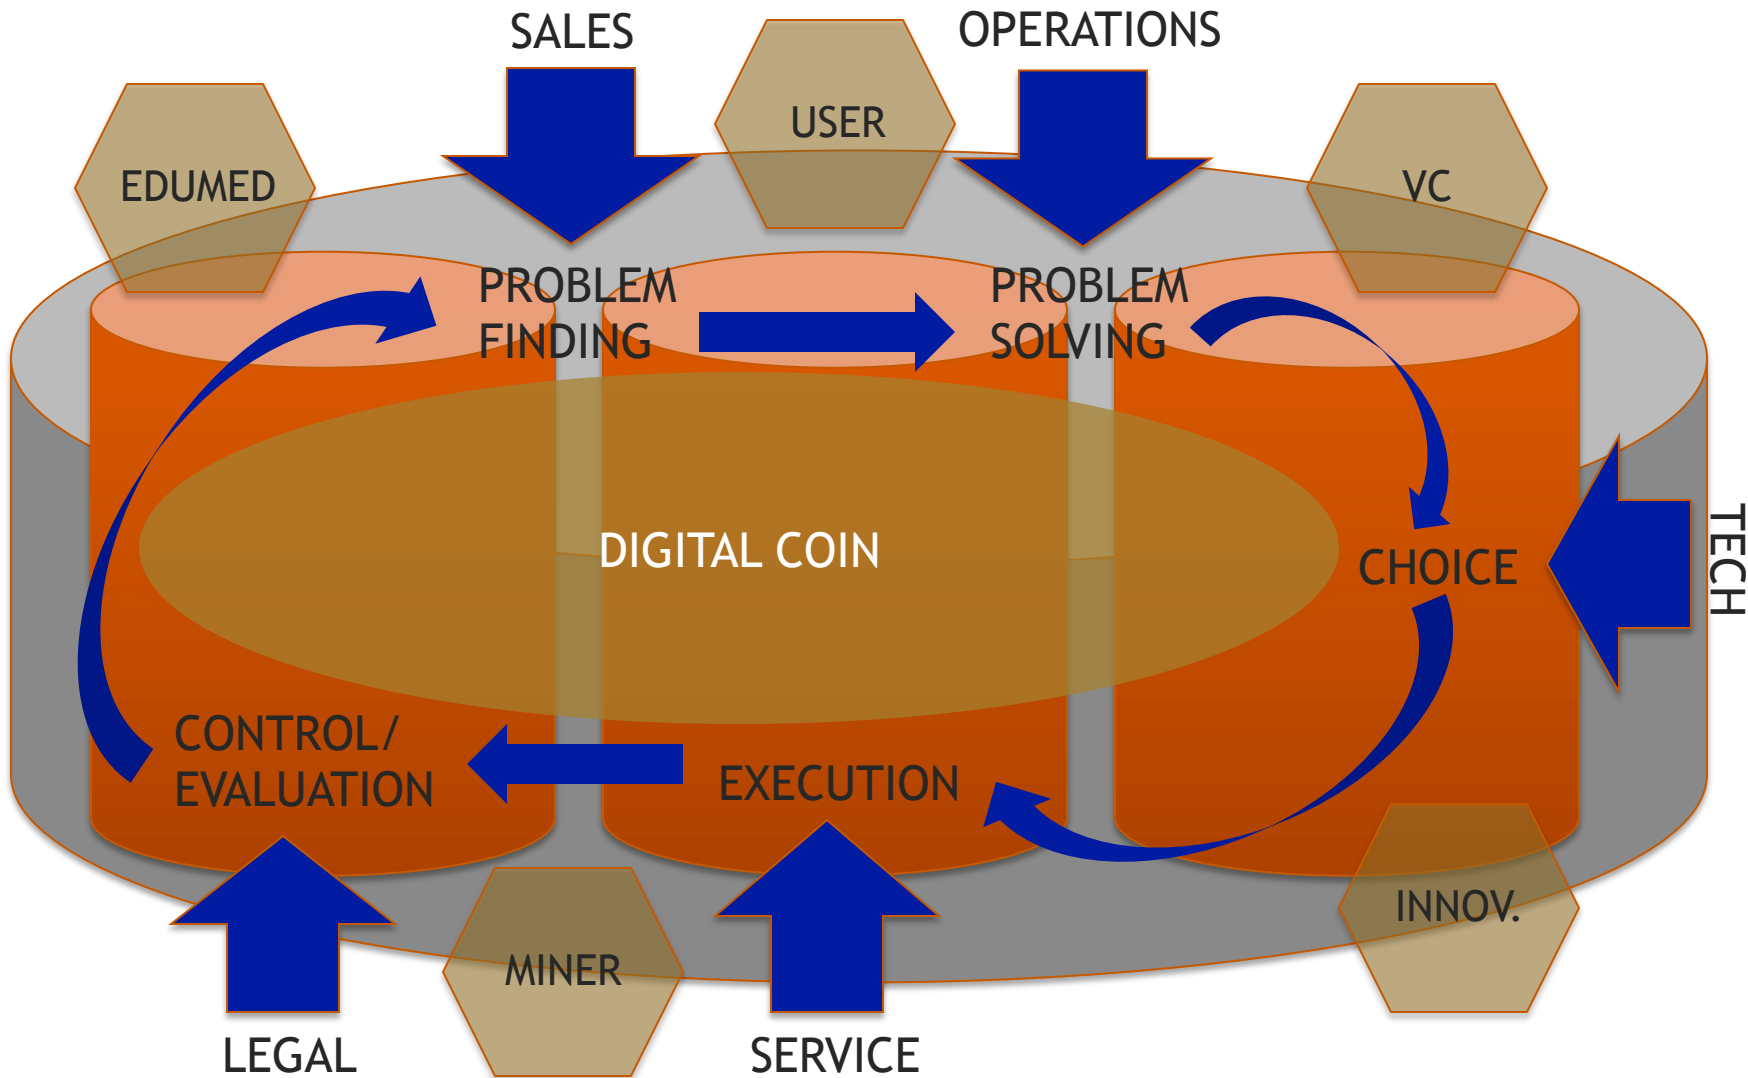 SALES
OPERATIONS
USER
EDUMED
VC
PROBLEM
FINDING
PROBLEM
SOLVING
DIGITAL COIN
CHOICE
TECH
CONTROL/
EVALUATION
EXECUTION
INNOV.
MINER
LEGAL
SERVICE